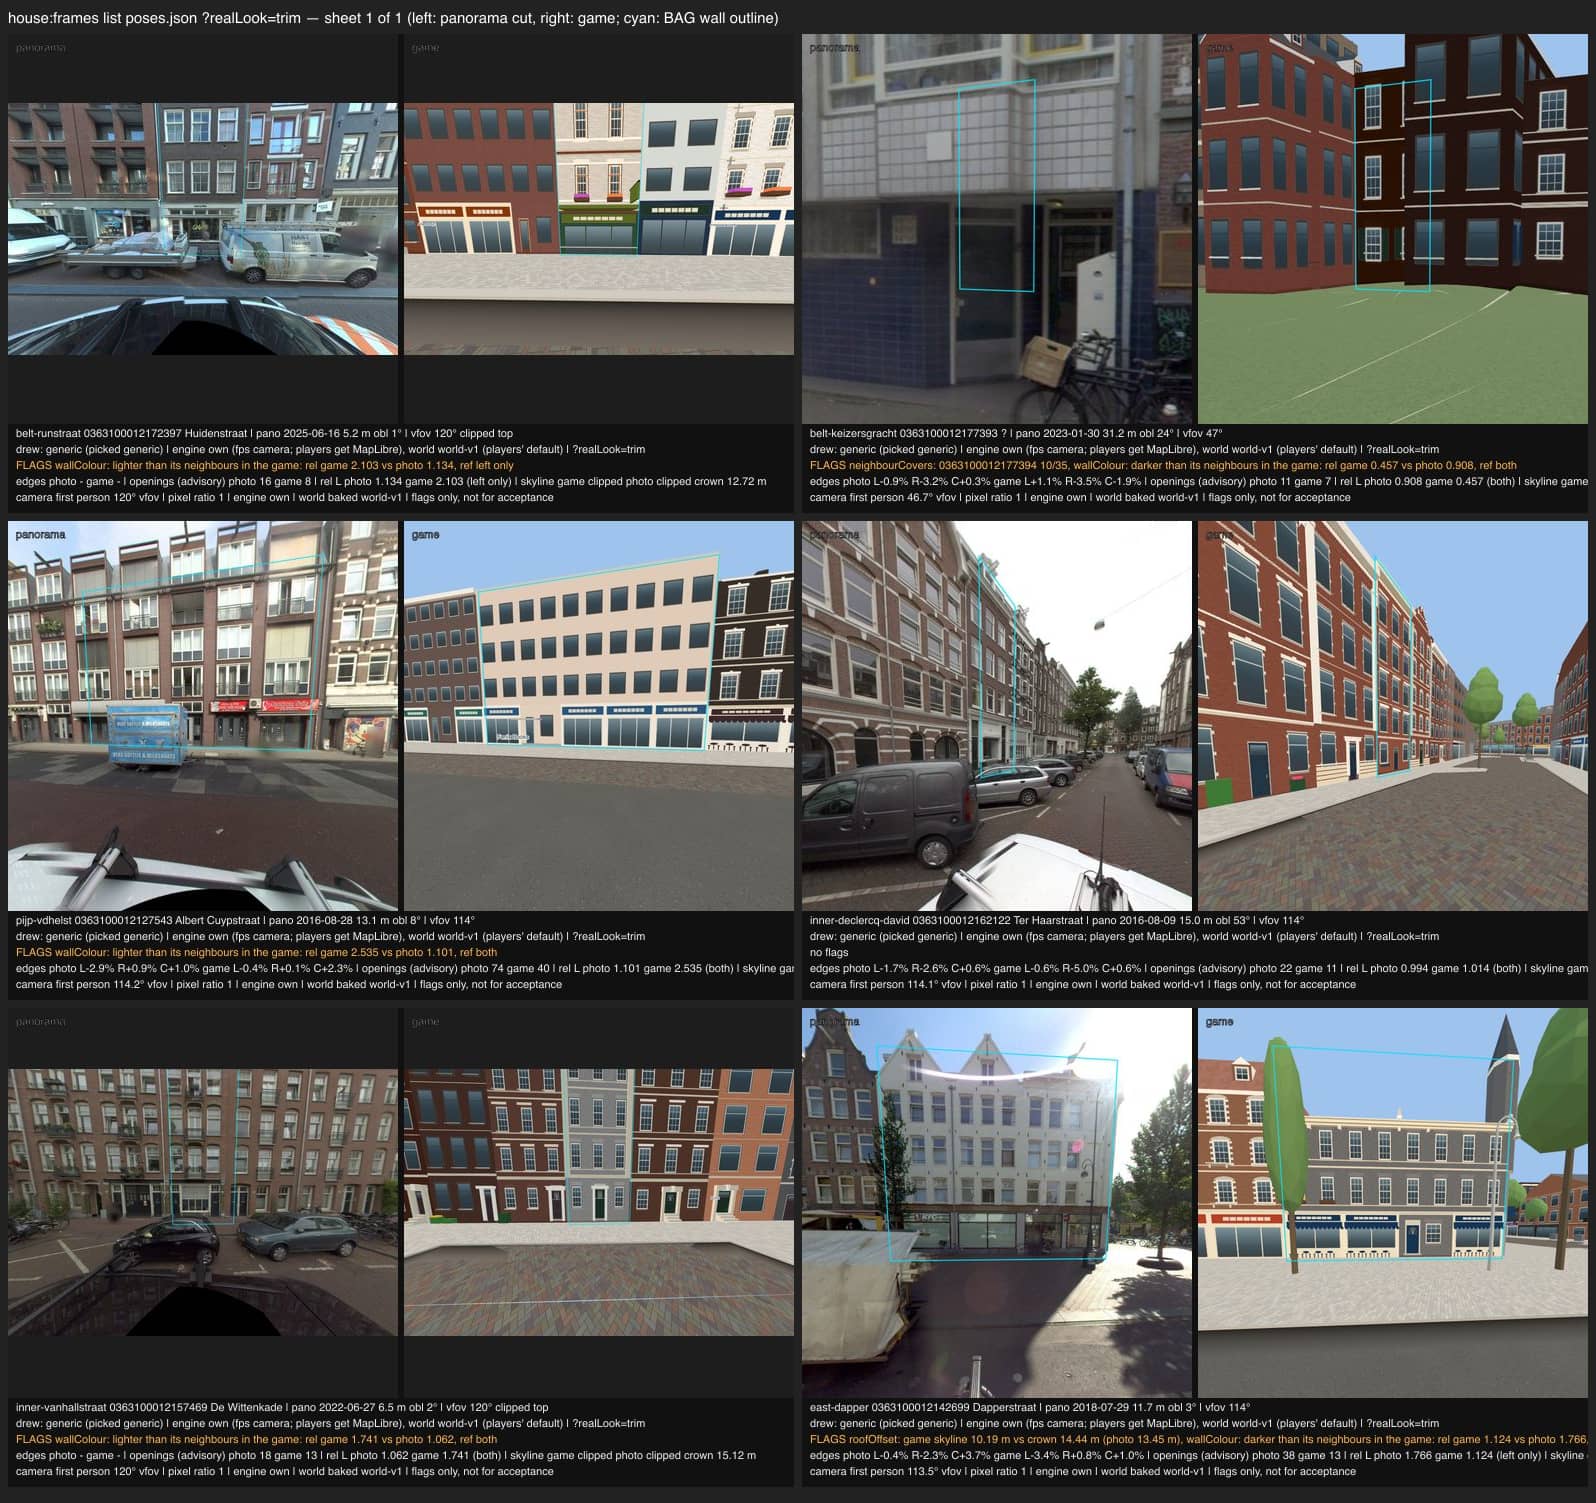 house:frames list poses.json ?realLook=trim — sheet 1 of 1 (left: panorama cut, right: game; cyan: BAG wall outline)
panorama
game
panorama
game
belt-runstraat 0363100012172397 Huidenstraat | pano 2025-06-16 5.2 m obl 1° | vfov 120° clipped top
drew: generic (picked generic) | engine own (fps camera; players get MapLibre), world world-v1 (players' default) | ?realLook=trim
FLAGS wallColour: lighter than its neighbours in the game: rel game 2.103 vs photo 1.134, ref left only
edges photo - game - | openings (advisory) photo 16 game 8 | rel L photo 1.134 game 2.103 (left only) | skyline game clipped photo clipped crown 12.72 m
camera first person 120° vfov | pixel ratio 1 | engine own | world baked world-v1 | flags only, not for acceptance
belt-keizersgracht 0363100012177393 ? | pano 2023-01-30 31.2 m obl 24° | vfov 47°
drew: generic (picked generic) | engine own (fps camera; players get MapLibre), world world-v1 (players' default) | ?realLook=trim
FLAGS neighbourCovers: 0363100012177394 10/35, wallColour: darker than its neighbours in the game: rel game 0.457 vs photo 0.908, ref both
edges photo L-0.9% R-3.2% C+0.3% game L+1.1% R-3.5% C-1.9% | openings (advisory) photo 11 game 7 | rel L photo 0.908 game 0.457 (both) | skyline game
camera first person 46.7° vfov | pixel ratio 1 | engine own | world baked world-v1 | flags only, not for acceptance
panorama
game
panorama
game
pijp-vdhelst 0363100012127543 Albert Cuypstraat | pano 2016-08-28 13.1 m obl 8° | vfov 114°
drew: generic (picked generic) | engine own (fps camera; players get MapLibre), world world-v1 (players' default) | ?realLook=trim
FLAGS wallColour: lighter than its neighbours in the game: rel game 2.535 vs photo 1.101, ref both
edges photo L-2.9% R+0.9% C+1.0% game L-0.4% R+0.1% C+2.3% | openings (advisory) photo 74 game 40 | rel L photo 1.101 game 2.535 (both) | skyline gar
camera first person 114.2° vfov | pixel ratio 1 | engine own | world baked world-v1 | flags only, not for acceptance
inner-declercq-david 0363100012162122 Ter Haarstraat | pano 2016-08-09 15.0 m obl 53° | vfov 114°
drew: generic (picked generic) | engine own (fps camera; players get MapLibre), world world-v1 (players' default) | ?realLook=trim
no flags
edges photo L-1.7% R-2.6% C+0.6% game L-0.6% R-5.0% C+0.6% | openings (advisory) photo 22 game 11 | rel L photo 0.994 game 1.014 (both) | skyline gam
camera first person 114.1° vfov | pixel ratio 1 | engine own | world baked world-v1 | flags only, not for acceptance
panorama
game
panorama
game
inner-vanhallstraat 0363100012157469 De Wittenkade | pano 2022-06-27 6.5 m obl 2° | vfov 120° clipped top
drew: generic (picked generic) | engine own (fps camera; players get MapLibre), world world-v1 (players' default) | ?realLook=trim
FLAGS wallColour: lighter than its neighbours in the game: rel game 1.741 vs photo 1.062, ref both
edges photo - game - | openings (advisory) photo 18 game 13 | rel L photo 1.062 game 1.741 (both) | skyline game clipped photo clipped crown 15.12 m
camera first person 120° vfov | pixel ratio 1 | engine own | world baked world-v1 | flags only, not for acceptance
east-dapper 0363100012142699 Dapperstraat | pano 2018-07-29 11.7 m obl 3° | vfov 114°
drew: generic (picked generic) | engine own (fps camera; players get MapLibre), world world-v1 (players' default) | ?realLook=trim
FLAGS roofOffset: game skyline 10.19 m vs crown 14.44 m (photo 13.45 m), wallColour: darker than its neighbours in the game: rel game 1.124 vs photo 1.766,
edges photo L-0.4% R-2.3% C+3.7% game L-3.4% R+0.8% C+1.0% | openings (advisory) photo 38 game 13 | rel L photo 1.766 game 1.124 (left only) | skyline
camera first person 113.5° vfov | pixel ratio 1 | engine own | world baked world-v1 | flags only, not for acceptance